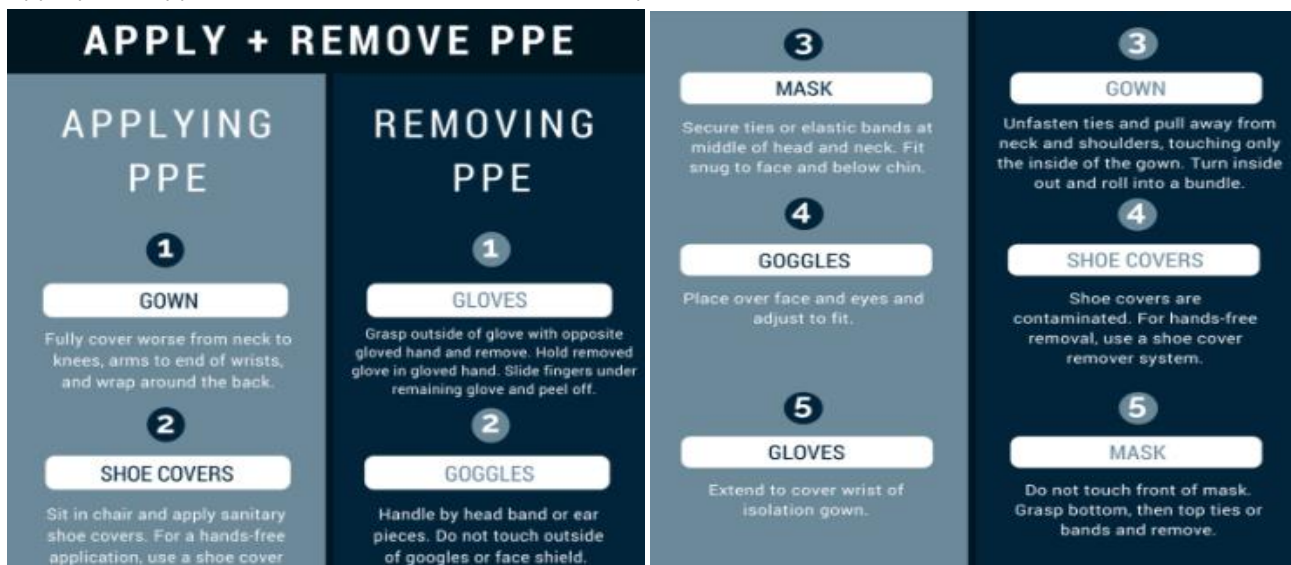 APPLY + REMOVE PPE
APPLYING
PPE
1
GOWN
Fully cover worse from neck to
knees, arms to end of wrists,
and wrap around the back.
2
SHOE COVERS
Sit in chair and apply sanitary
shoe covers. For a hands-free
application, use a shoe cover
REMOVING
PPE
1
GLOVES
Grasp outside of glove with opposite
gloved hand and remove. Hold removed
glove in gloved hand. Slide fingers under
remaining glove and peel off.
2
GOGGLES
Handle by head band or ear
pieces. Do not touch outside
of googles or face shield.
3
MASK
Secure ties or elastic bands at
middle of head and neck. Fit
snug to face and below chin.
4
GOGGLES
Place over face and eyes and
adjust to fit.
5
GLOVES
Extend to cover wrist of
isolation gown.
3
GOWN
Unfasten ties and pull away from
neck and shoulders, touching only
the inside of the gown. Turn inside
out and roll into a bundle.
4
SHOE COVERS
Shoe covers are
contaminated. For hands-free
removal, use a shoe cover
remover system.
5
MASK
Do not touch front of mask.
Grasp bottom, then top ties or
bands and remove.